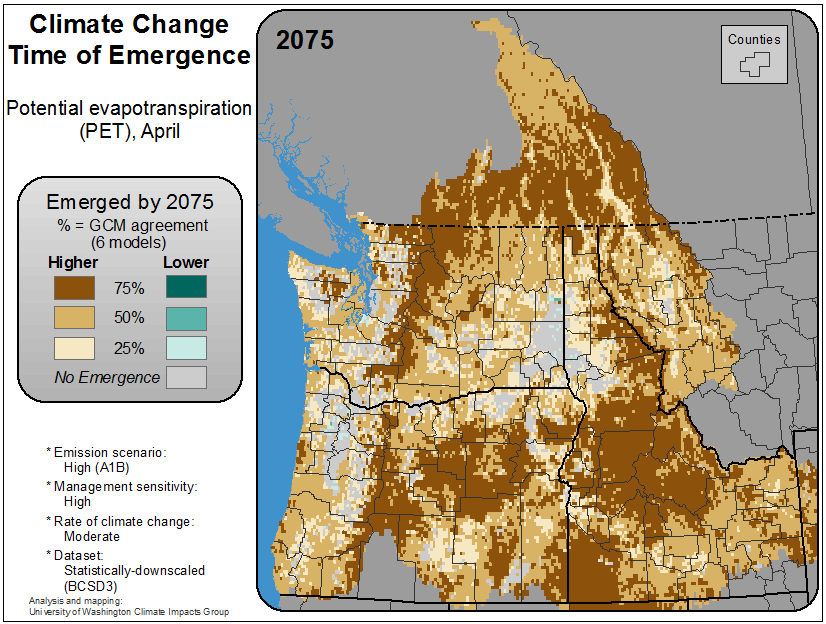 Climate Change
Time of Emergence
Potential evapotranspiration
(PET), April
Emerged by 2075
% = GCM agreement
(6 models)
Higher Lower
75%
50%
25%
No Emergence
* Emission scenario:
High (A1B)
* Management sensitivity:
High
* Rate of climate change:
Moderate
* Dataset:
Statistically-downscaled
(BCSD3)
Analysis and mapping:
University of Washington Climate Impacts Group
2075
Counties